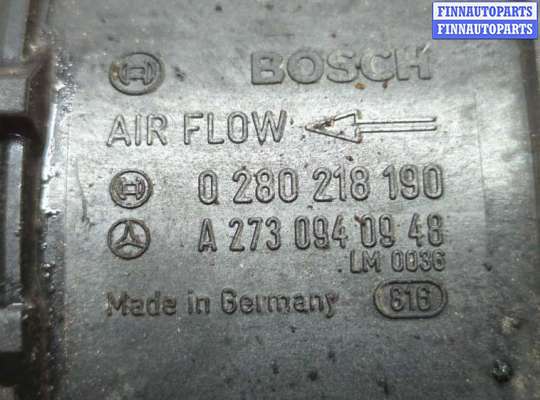 FINNAUTOPARTS
FINNAUTOPARTS
BOSCH
AIR FLOW
0 280 218 190
A 273 094 09 48
LM 0036
Made in Germany 616